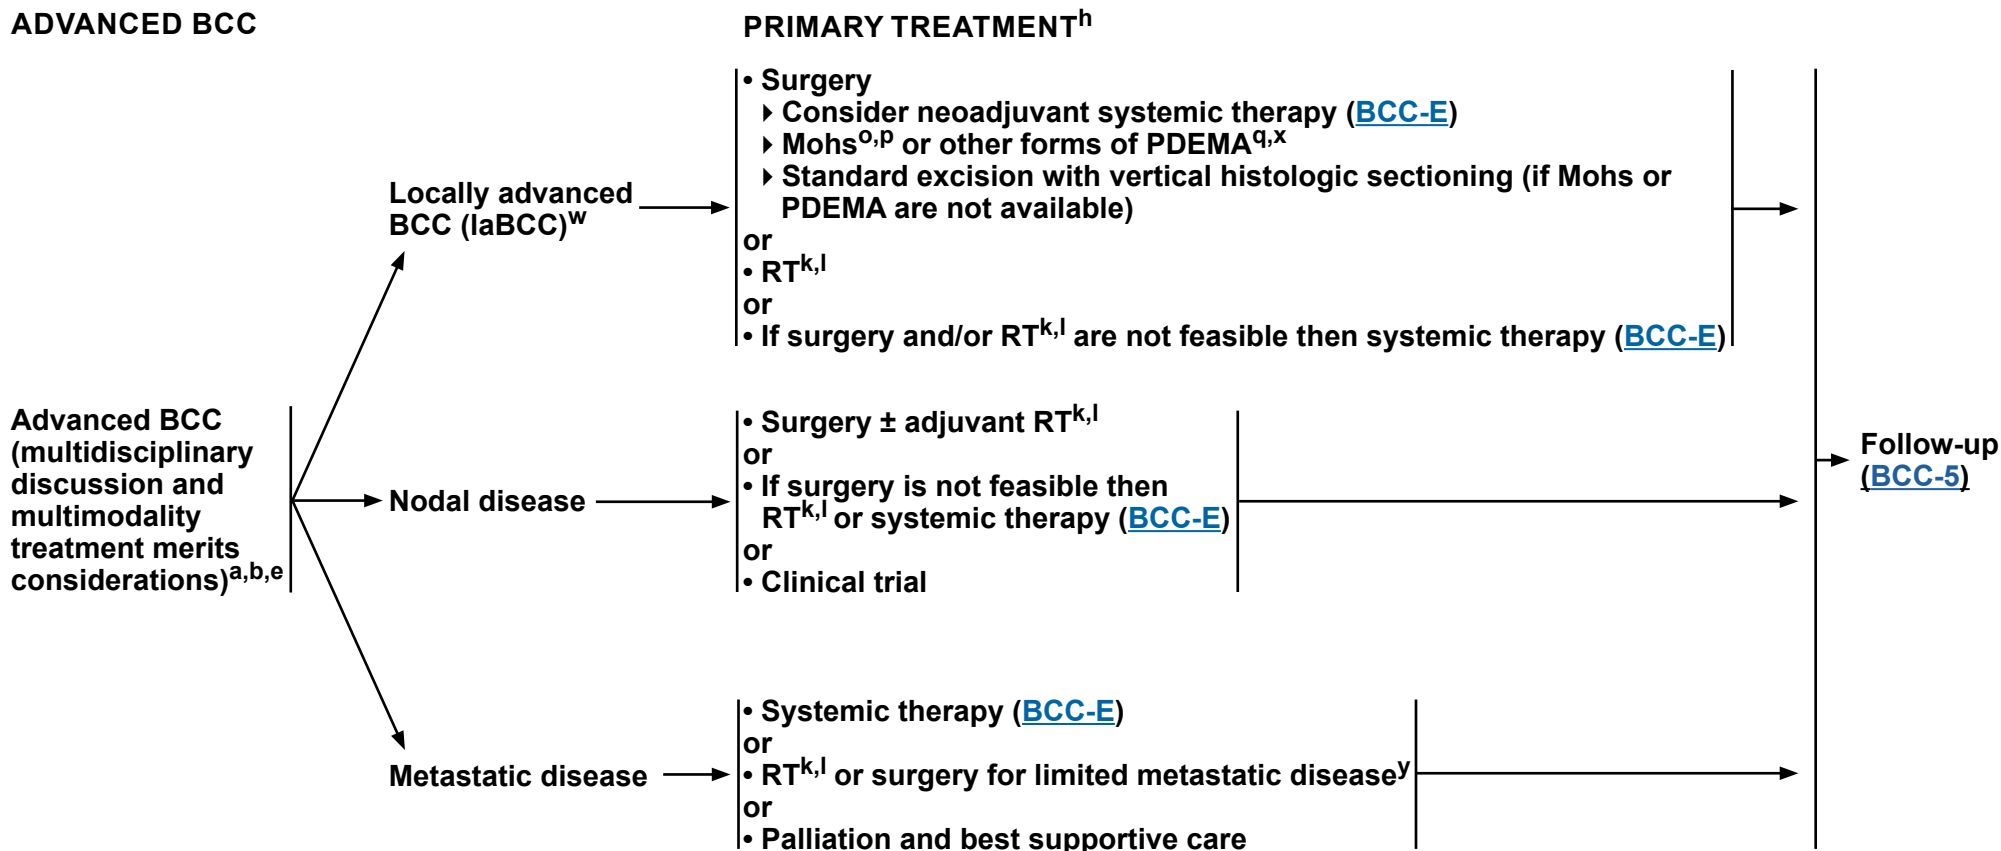 ADVANCED BCC
PRIMARY TREATMENTh
Advanced BCC
(multidisciplinary
discussion and
multimodality
treatment merits
considerations)a,b,e
Locally advanced
BCC (laBCC)w
• Surgery
Consider neoadjuvant systemic therapy (BCC-E)
Mohso,p or other forms of PDEMAq,x
Standard excision with vertical histologic sectioning (if Mohs or
PDEMA are not available)
or
• RTk,l
or
• If surgery and/or RTk,l are not feasible then systemic therapy (BCC-E)
Nodal disease
• Surgery ± adjuvant RTk,l
or
• If surgery is not feasible then
RTk,l or systemic therapy (BCC-E)
or
• Clinical trial
Metastatic disease
• Systemic therapy (BCC-E)
or
• RTk,l or surgery for limited metastatic diseasey
or
• Palliation and best supportive care
Follow-up
(BCC-5)